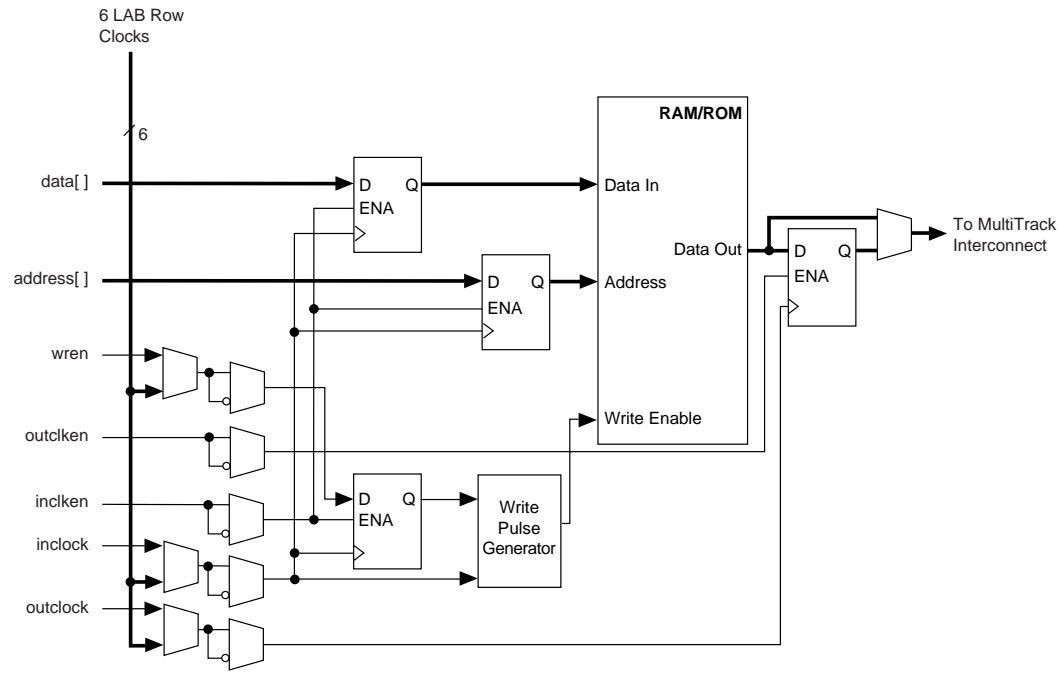 6 LAB Row
Clocks
6
RAM/ROM
data[ ]
D Q
ENA
Data In
To MultiTrack
Interconnect
Data Out
D Q
ENA
address[ ]
D Q
ENA
Address
wren
Write Enable
outclken
inclken
D Q
ENA
Write
Pulse
Generator
inclock
outclock